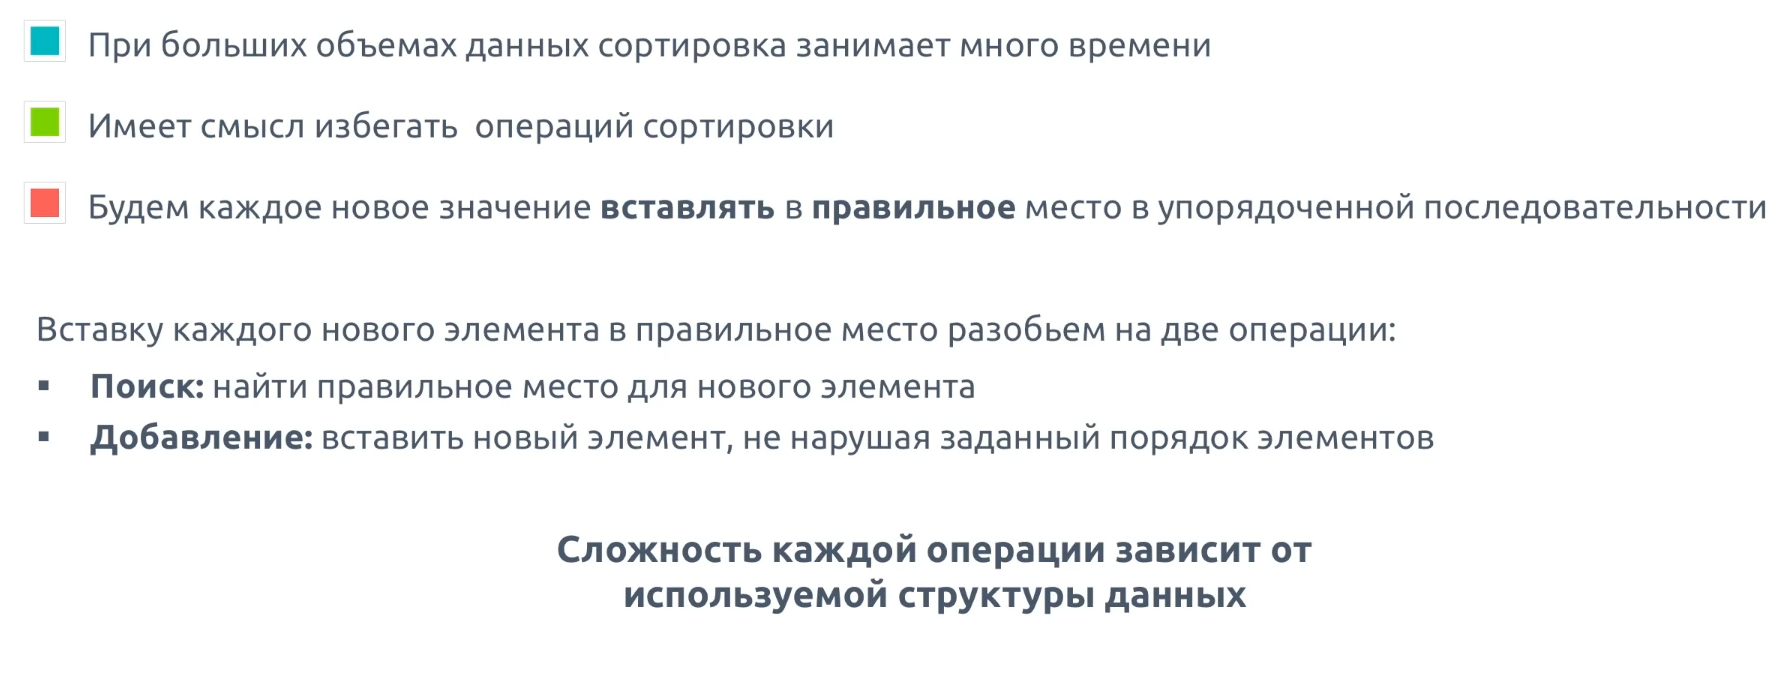 При больших объемах данных сортировка занимает много времени
Имеет смысл избегать  операций сортировки
Будем каждое новое значение вставлять в правильное место в упорядоченной последовательности
Вставку каждого нового элемента в правильное место разобьем на две операции:
▪ Поиск: найти правильное место для нового элемента
▪ Добавление: вставить новый элемент, не нарушая заданный порядок элементов
Сложность каждой операции зависит от
используемой структуры данных